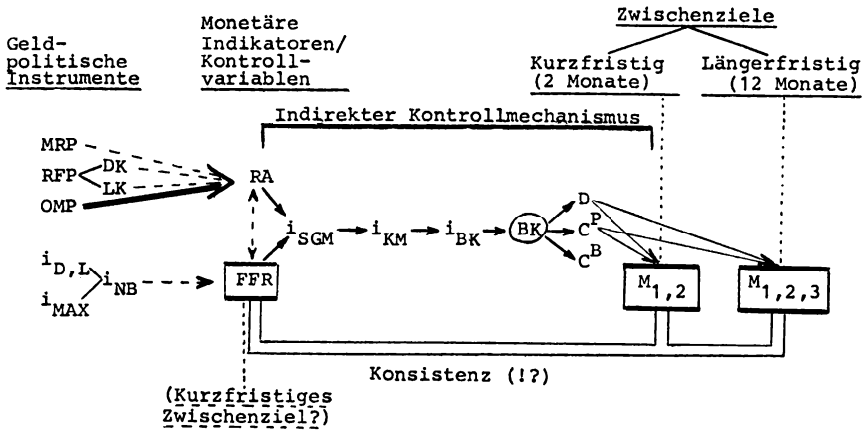 Zwischenziele
Monetäre
Indikatoren/
Kontroll-
variablen
Geld-
politische
Instrumente
Kurzfristig
(2 Monate)
Längerfristig
(12 Monate)
Indirekter Kontrollmechanismus
MRP
RFP DK
LK
OMP
RA
i_SGM i_KM i_BK BK
D
C^P
C^B
i_D,L
i_MAX
i_NB
FFR
M_1,2
M_1,2,3
Konsistenz (!?)
(Kurzfristiges
Zwischenziel?)